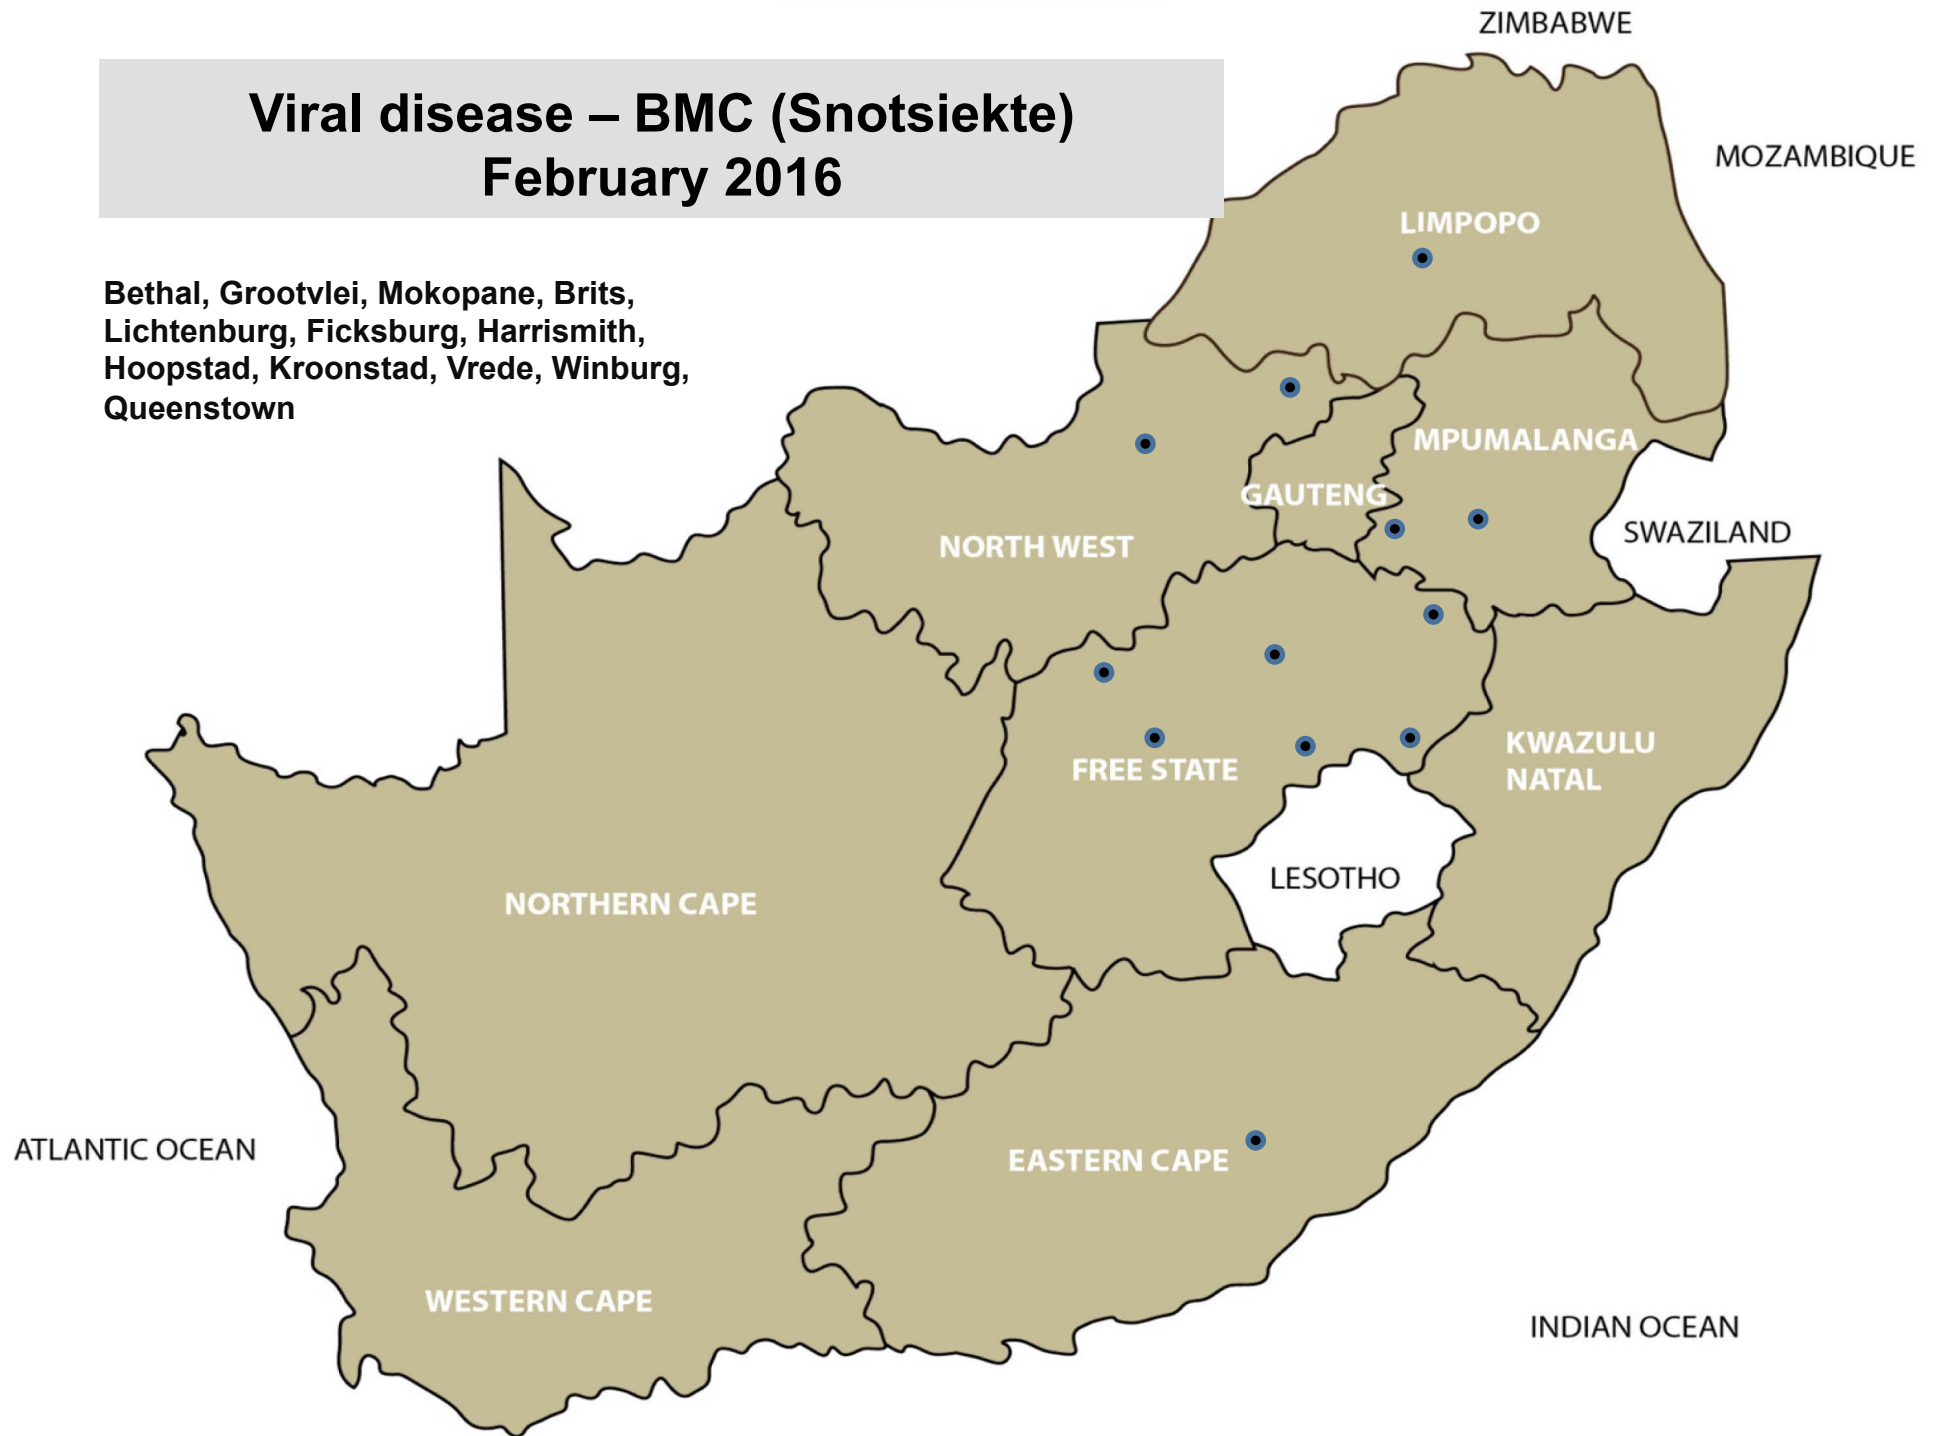 ZIMBABWE
Viral disease – BMC (Snotsiekte)
February 2016
MOZAMBIQUE
LIMPOPO
Bethal, Grootvlei, Mokopane, Brits,
Lichtenburg, Ficksburg, Harrismith,
Hoopstad, Kroonstad, Vrede, Winburg,
Queenstown
MPUMALANGA
GAUTENG
SWAZILAND
NORTH WEST
KWAZULU
NATAL
FREE STATE
LESOTHO
NORTHERN CAPE
ATLANTIC OCEAN
EASTERN CAPE
WESTERN CAPE
INDIAN OCEAN